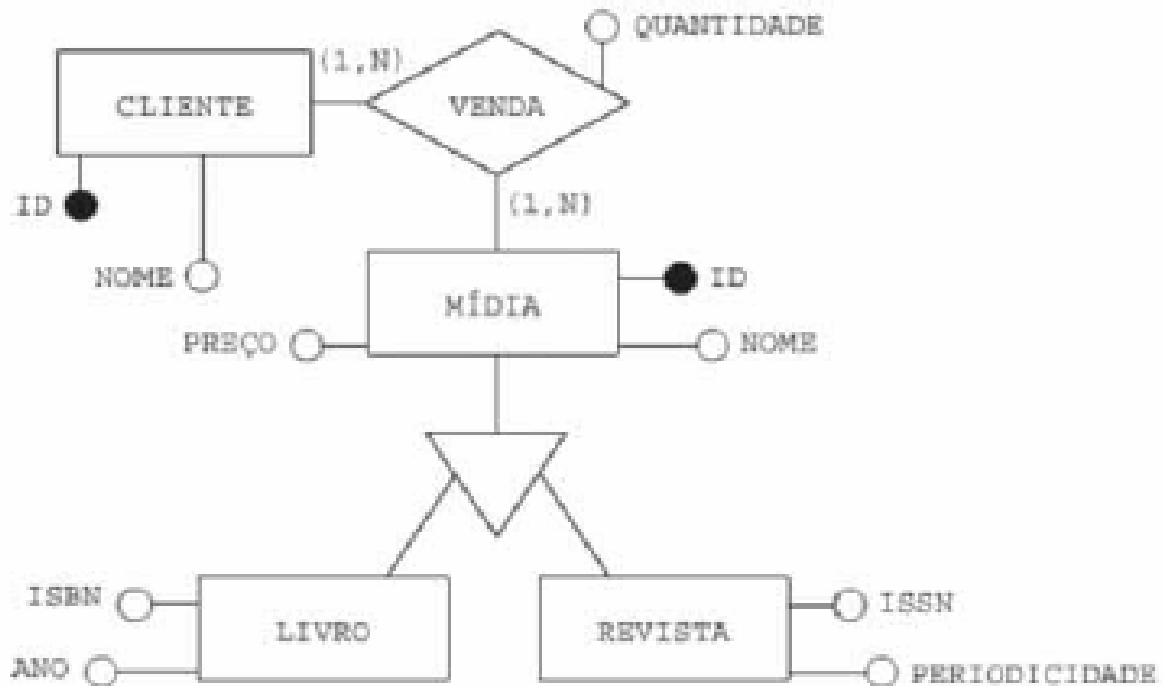 QUANTIDADE
(1,N)
CLIENTE
VENDA
ID
(1,N)
NOME
ID
MÍDIA
PREÇO
NOME
ISBN
ISSN
LIVRO
REVISTA
ANO
PERIODICIDADE